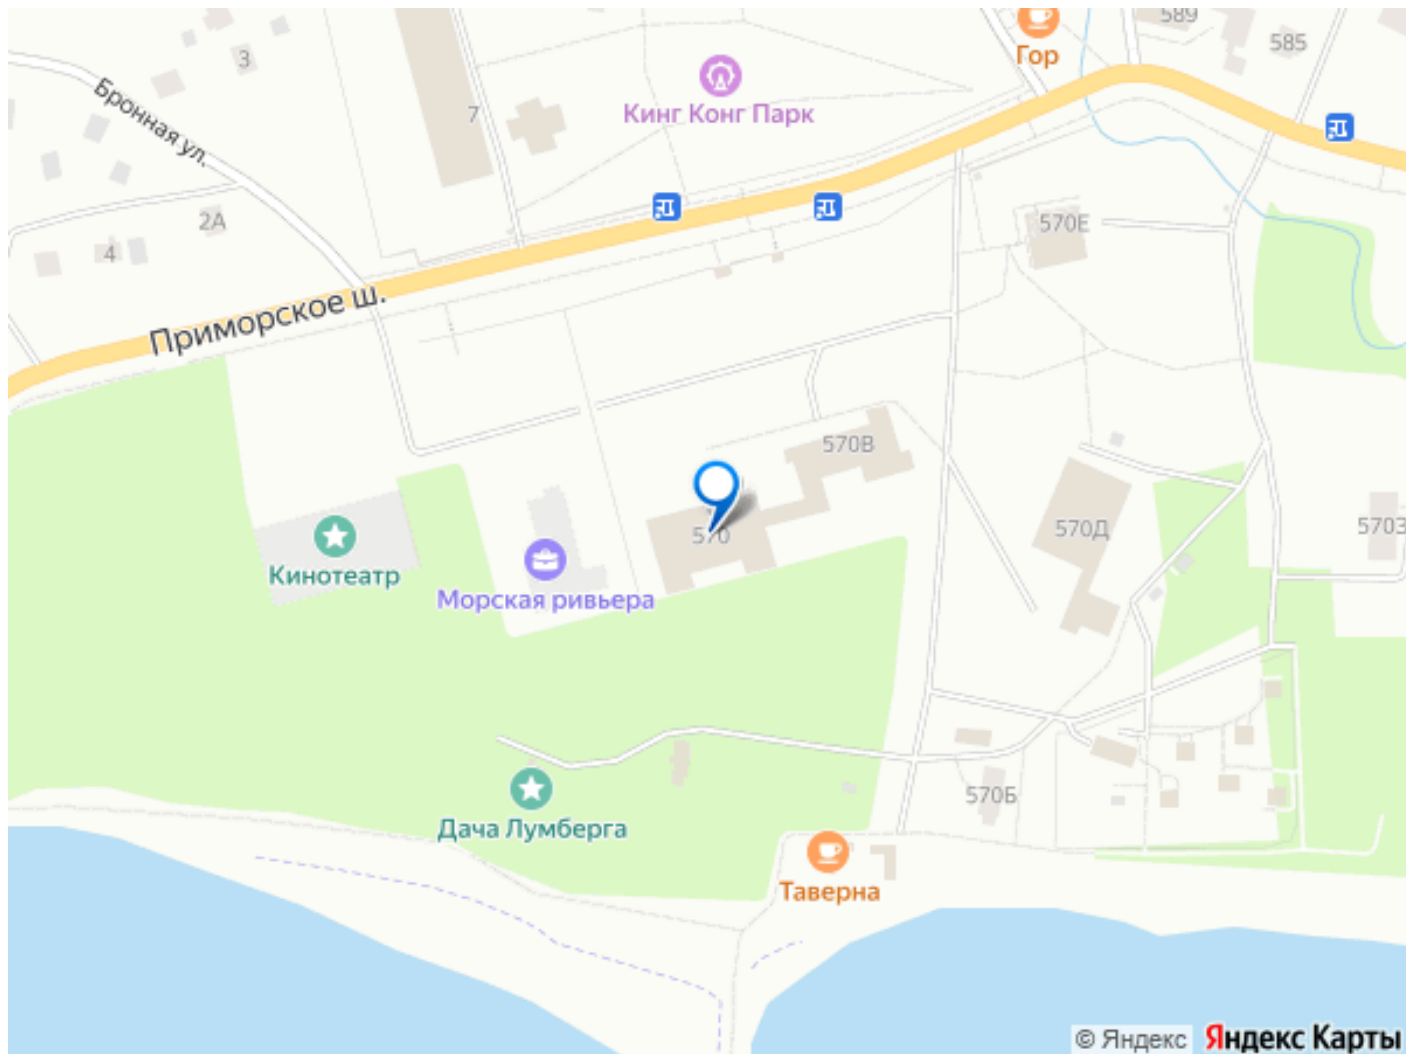 589
Гор
585
3
Бронная ул.
Кинг Конг Парк
7
2А
4
570Е
Приморское ш.
570В
570
570Д
570З
Кинотеатр
Морская ривьера
570Б
Дача Лумберга
Таверна
© Яндекс Яндекс Карты